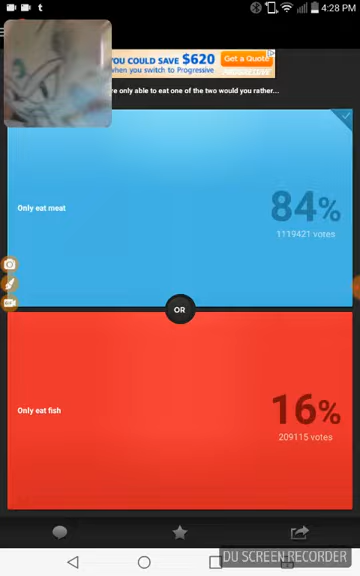 t
4:28 PM
YOU COULD SAVE $620
when you switch to Progressive
Get a Quote
re only able to eat one of the two would you rather...
Only eat meat
84%
1119421 votes
OR
Only eat fish
16%
209115 votes
DU SCREEN RECORDER